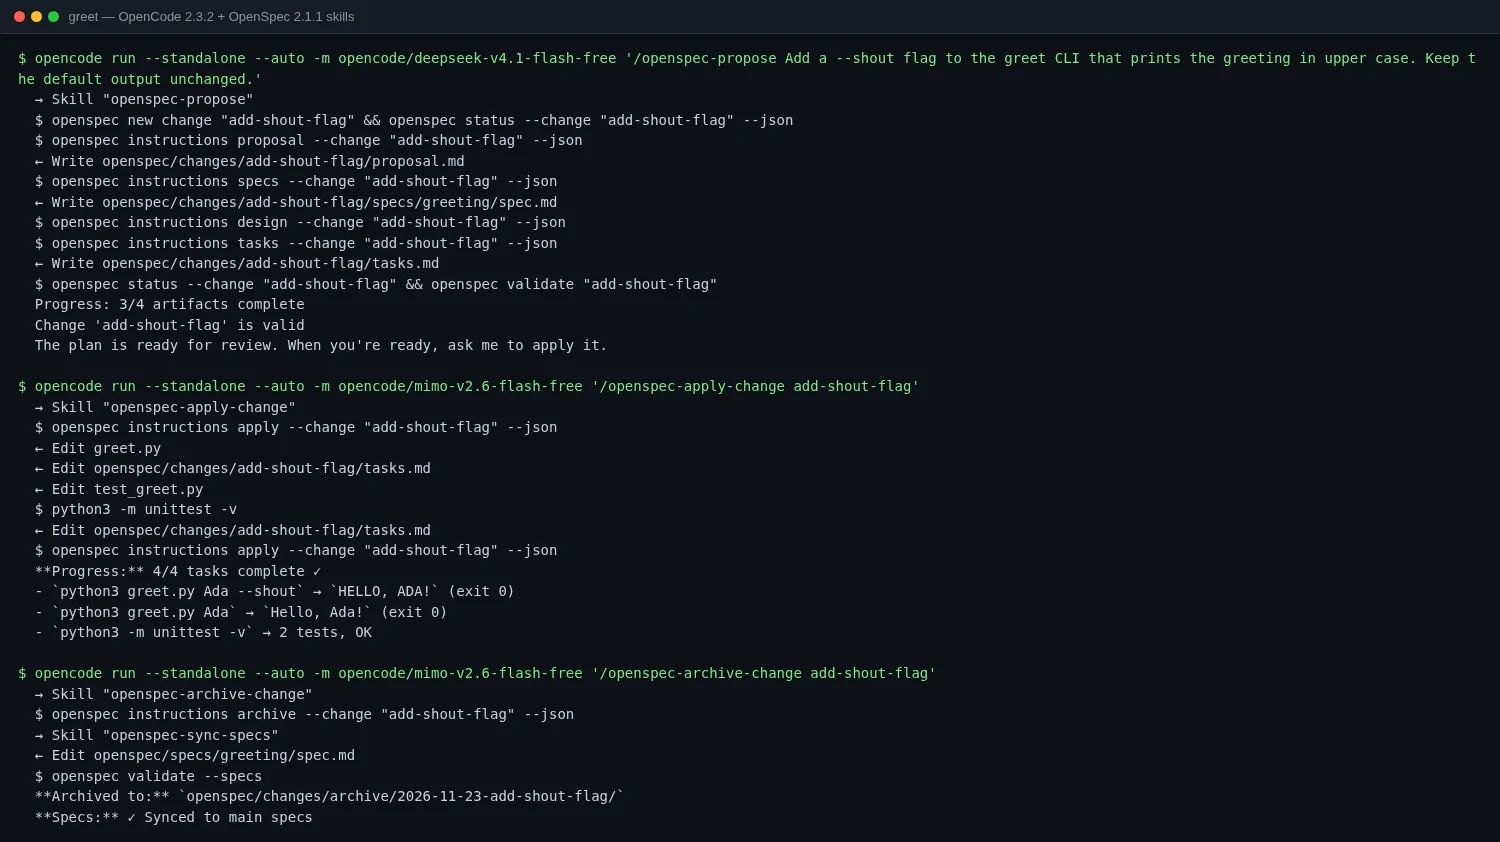 greet — OpenCode 2.3.2 + OpenSpec 2.1.1 skills
$ opencode run --standalone --auto -m opencode/deepseek-v4.1-flash-free '/openspec-propose Add a --shout flag to the greet CLI that prints the greeting in upper case. Keep t
he default output unchanged.'
→ Skill "openspec-propose"
$ openspec new change "add-shout-flag" && openspec status --change "add-shout-flag" --json
$ openspec instructions proposal --change "add-shout-flag" --json
← Write openspec/changes/add-shout-flag/proposal.md
$ openspec instructions specs --change "add-shout-flag" --json
← Write openspec/changes/add-shout-flag/specs/greeting/spec.md
$ openspec instructions design --change "add-shout-flag" --json
$ openspec instructions tasks --change "add-shout-flag" --json
← Write openspec/changes/add-shout-flag/tasks.md
$ openspec status --change "add-shout-flag" && openspec validate "add-shout-flag"
Progress: 3/4 artifacts complete
Change 'add-shout-flag' is valid
The plan is ready for review. When you're ready, ask me to apply it.
$ opencode run --standalone --auto -m opencode/mimo-v2.6-flash-free '/openspec-apply-change add-shout-flag'
→ Skill "openspec-apply-change"
$ openspec instructions apply --change "add-shout-flag" --json
← Edit greet.py
← Edit openspec/changes/add-shout-flag/tasks.md
← Edit test_greet.py
$ python3 -m unittest -v
← Edit openspec/changes/add-shout-flag/tasks.md
$ openspec instructions apply --change "add-shout-flag" --json
**Progress:** 4/4 tasks complete ✓
- `python3 greet.py Ada --shout` → `HELLO, ADA!` (exit 0)
- `python3 greet.py Ada` → `Hello, Ada!` (exit 0)
- `python3 -m unittest -v` → 2 tests, OK
$ opencode run --standalone --auto -m opencode/mimo-v2.6-flash-free '/openspec-archive-change add-shout-flag'
→ Skill "openspec-archive-change"
$ openspec instructions archive --change "add-shout-flag" --json
→ Skill "openspec-sync-specs"
← Edit openspec/specs/greeting/spec.md
$ openspec validate --specs
**Archived to:** `openspec/changes/archive/2026-11-23-add-shout-flag/`
**Specs:** ✓ Synced to main specs